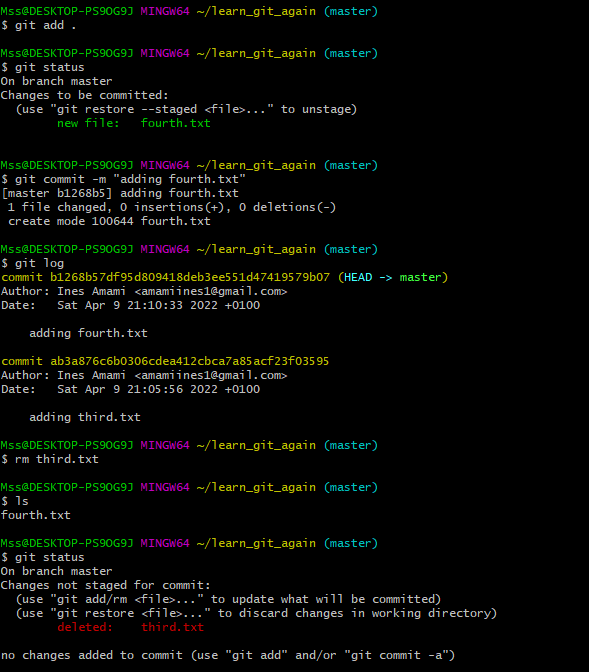 Mss@DESKTOP-PS9OG9J MINGW64 ~/learn_git_again (master)
$ git add .

Mss@DESKTOP-PS9OG9J MINGW64 ~/learn_git_again (master)
$ git status
On branch master
Changes to be committed:
  (use "git restore --staged <file>..." to unstage)
        new file:   fourth.txt

Mss@DESKTOP-PS9OG9J MINGW64 ~/learn_git_again (master)
$ git commit -m "adding fourth.txt"
[master b1268b5] adding fourth.txt
 1 file changed, 0 insertions(+), 0 deletions(-)
 create mode 100644 fourth.txt

Mss@DESKTOP-PS9OG9J MINGW64 ~/learn_git_again (master)
$ git log
commit b1268b57df95d809418deb3ee551d47419579b07 (HEAD -> master)
Author: Ines Amami <amamiines1@gmail.com>
Date:   Sat Apr 9 21:10:33 2022 +0100

    adding fourth.txt

commit ab3a876c6b0306cdea412cbca7a85acf23f03595
Author: Ines Amami <amamiines1@gmail.com>
Date:   Sat Apr 9 21:05:56 2022 +0100

    adding third.txt

Mss@DESKTOP-PS9OG9J MINGW64 ~/learn_git_again (master)
$ rm third.txt

Mss@DESKTOP-PS9OG9J MINGW64 ~/learn_git_again (master)
$ ls
fourth.txt

Mss@DESKTOP-PS9OG9J MINGW64 ~/learn_git_again (master)
$ git status
On branch master
Changes not staged for commit:
  (use "git add/rm <file>..." to update what will be committed)
  (use "git restore <file>..." to discard changes in working directory)
        deleted:    third.txt

no changes added to commit (use "git add" and/or "git commit -a")